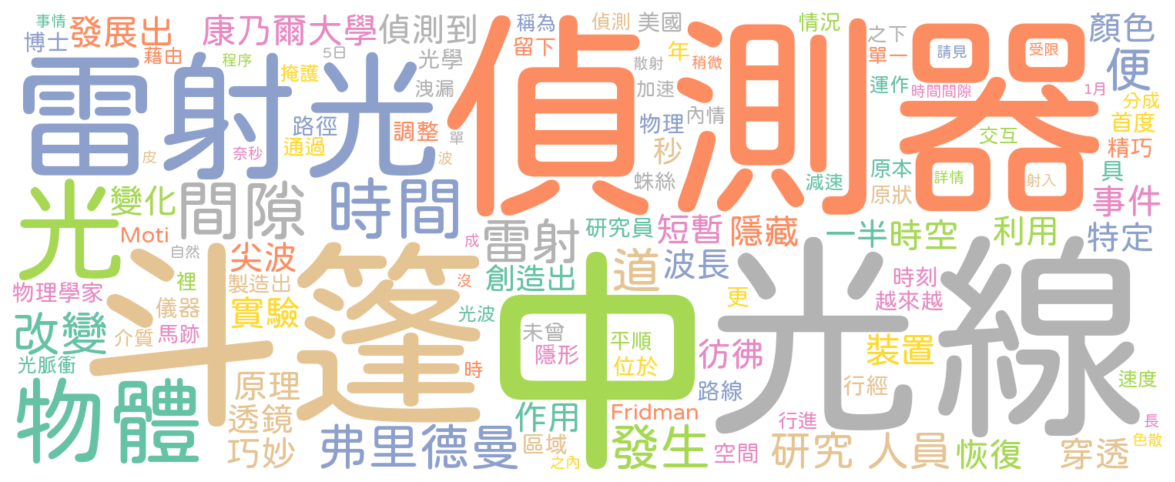 事情
博士
發展出
藉由
康乃爾大學
程序
掩護
5日
偵測到
光學
洩漏
稱為
留下
偵測
美國
散射
年
稍微
加速
情況
之下
單一
請見
受限
顏色
便
雷射光
偵測器
路徑
通過
調整
單
物理
內情
秒
運作
時間間隙
1月
分成
首度
交互
精巧
皮
奈秒
波
蛛絲
減速
原本
原狀
詳情
射入
具
事件
光
變化
間隙
時間
Moti
自然
尖波
成
雷射
研究員
短暫
隱藏
一半
時空
利用
特定
物理學家
裡
製造出
儀器
實驗
斗篷
沒
創造出
道
波長
時刻
越來越
更
光波
中
未曾
隱形
平順
位於
彷彿
光線
改變
介質
馬跡
光脈衝
時
裝置
速度
物體
原理
透鏡
巧妙
弗里德曼
作用
區域
之內
Fridman
發生
路線
行經
行進
空間
研究
人員
恢復
穿透
長
色散